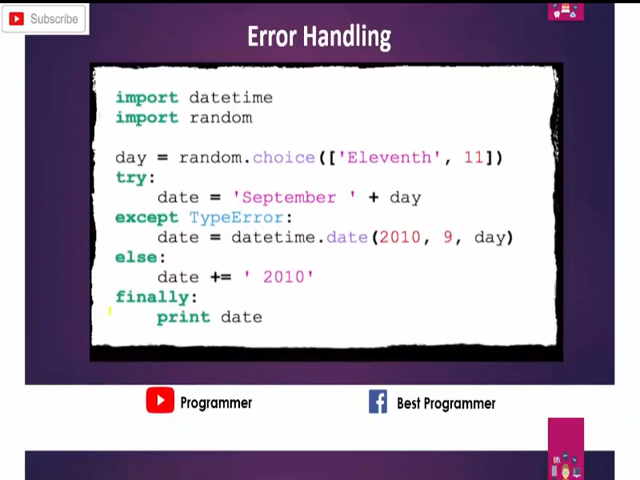 Subscribe
Error Handling
import datetime
import random
day = random.choice(['Eleventh', 11])
try:
    date = 'September ' + day
except TypeError:
    date = datetime.date(2010, 9, day)
else:
    date += ' 2010'
finally:
    print date
Programmer
Best Programmer